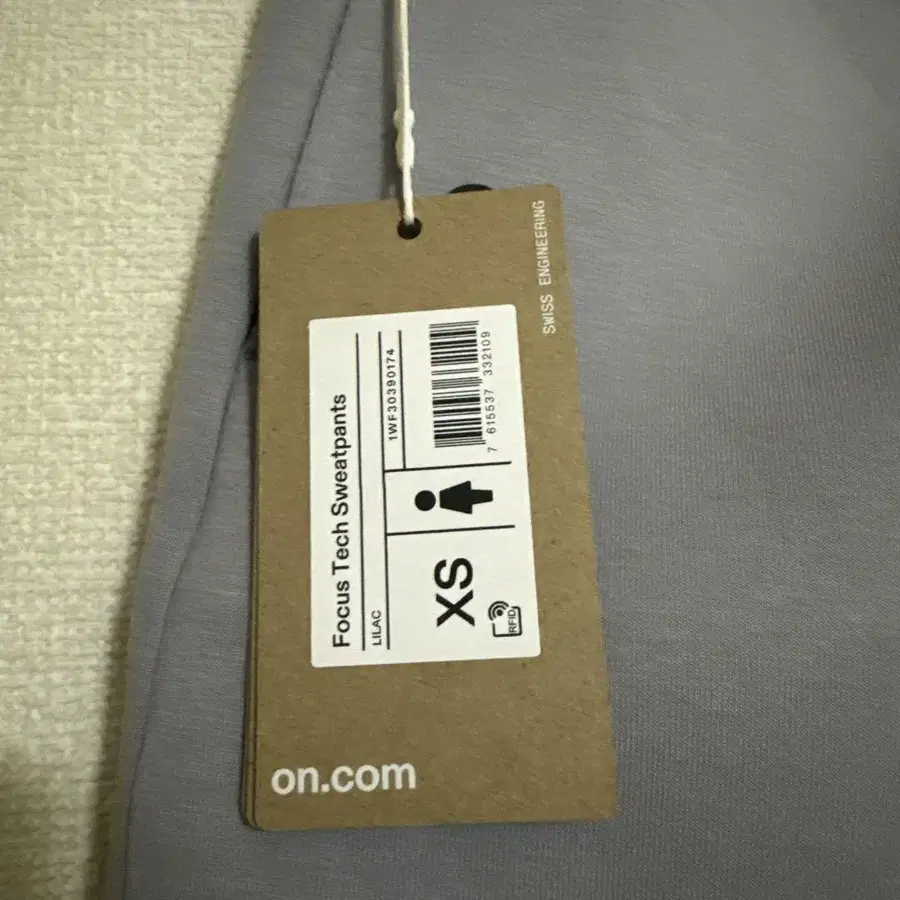 SWISS ENGINEERING
Focus Tech Sweatpants
LILAC
1WF30390174
7 615537 332109
XS
RFID
on.com